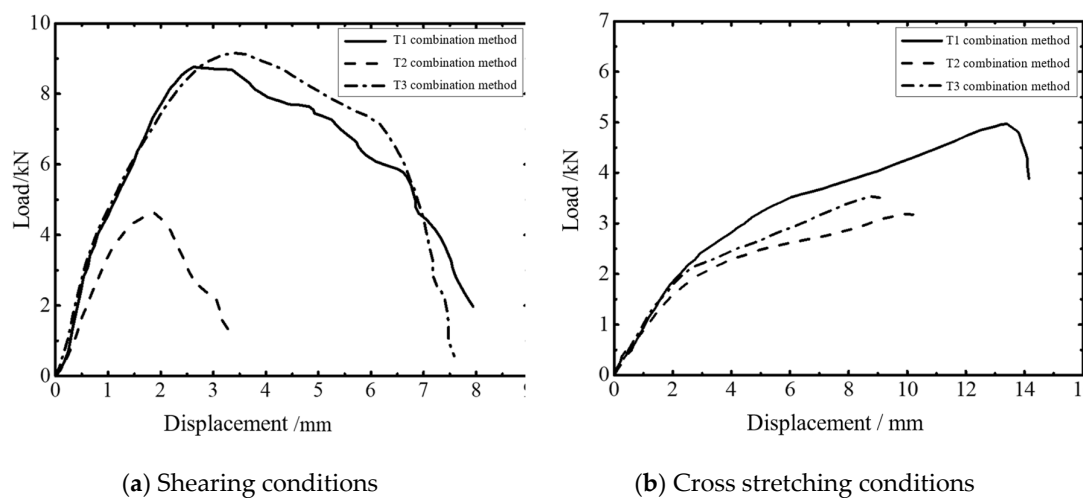 10
8
6
4
2
0
Load/kN
0 1 2 3 4 5 6 7 8 9
Displacement /mm
T1 combination method
T2 combination method
T3 combination method
(a) Shearing conditions
7
6
5
4
3
2
1
0
Load /kN
0 2 4 6 8 10 12 14
Displacement / mm
T1 combination method
T2 combination method
T3 combination method
(b) Cross stretching conditions